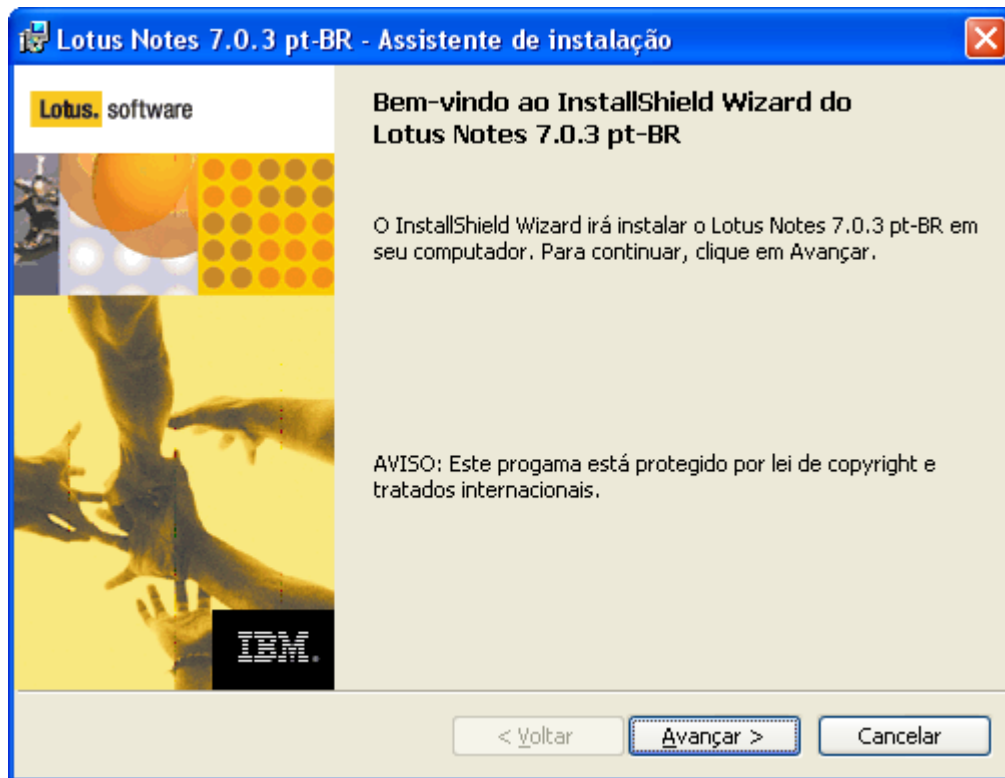 Lotus Notes 7.0.3 pt-BR - Assistente de instalação
Lotus. software
Bem-vindo ao InstallShield Wizard do
Lotus Notes 7.0.3 pt-BR
O InstallShield Wizard irá instalar o Lotus Notes 7.0.3 pt-BR em
seu computador. Para continuar, clique em Avançar.
AVISO: Este progama está protegido por lei de copyright e
tratados internacionais.
IBM.
< Voltar
Avançar >
Cancelar